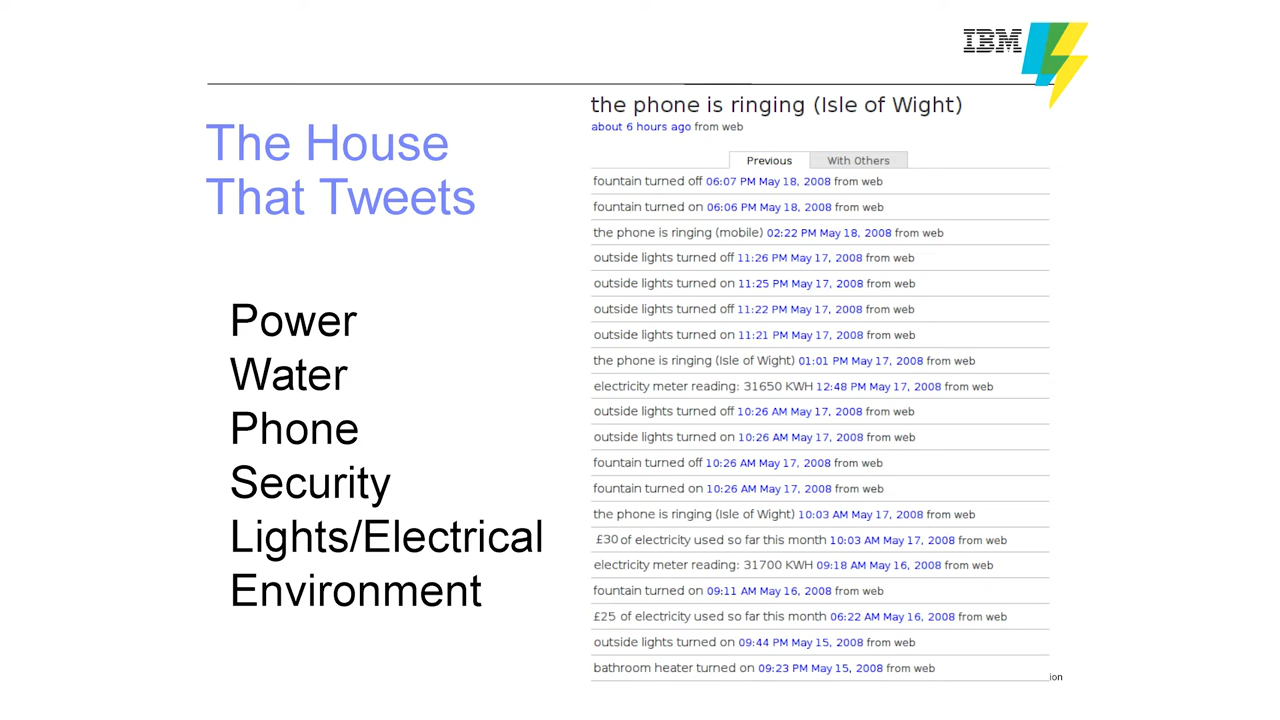 IBM
The House
That Tweets
Power
Water
Phone
Security
Lights/Electrical
Environment
the phone is ringing (Isle of Wight)
about 6 hours ago from web
Previous With Others
fountain turned off 06:07 PM May 18, 2008 from web
fountain turned on 06:06 PM May 18, 2008 from web
the phone is ringing (mobile) 02:22 PM May 18, 2008 from web
outside lights turned off 11:26 PM May 17, 2008 from web
outside lights turned on 11:25 PM May 17, 2008 from web
outside lights turned off 11:22 PM May 17, 2008 from web
outside lights turned on 11:21 PM May 17, 2008 from web
the phone is ringing (Isle of Wight) 01:01 PM May 17, 2008 from web
electricity meter reading: 31650 KWH 12:48 PM May 17, 2008 from web
outside lights turned off 10:26 AM May 17, 2008 from web
outside lights turned on 10:26 AM May 17, 2008 from web
fountain turned off 10:26 AM May 17, 2008 from web
fountain turned on 10:26 AM May 17, 2008 from web
the phone is ringing (Isle of Wight) 10:03 AM May 17, 2008 from web
£30 of electricity used so far this month 10:03 AM May 17, 2008 from web
electricity meter reading: 31700 KWH 09:18 AM May 16, 2008 from web
fountain turned on 09:11 AM May 16, 2008 from web
£25 of electricity used so far this month 06:22 AM May 16, 2008 from web
outside lights turned on 09:44 PM May 15, 2008 from web
bathroom heater turned on 09:23 PM May 15, 2008 from web
ion